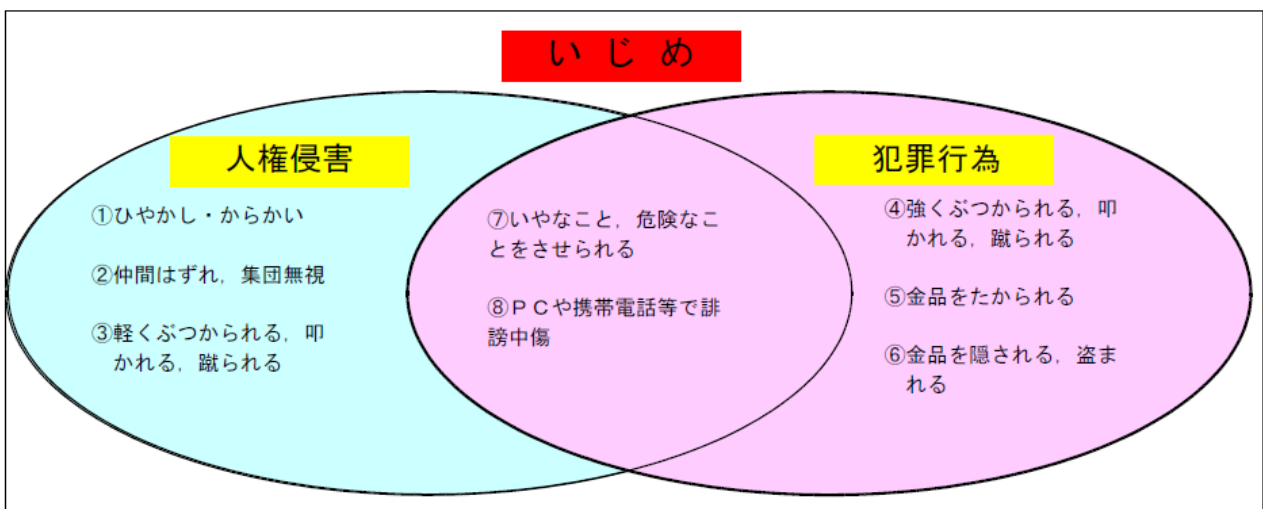 いじめ
人権侵害
①ひやかし・からかい
②仲間はずれ，集団無視
③軽くぶつかられる，叩
かれる，蹴られる
⑦いやなこと，危険なこ
とをさせられる
⑧ＰＣや携帯電話等で誹
謗中傷
犯罪行為
④強くぶつかられる，叩
かれる，蹴られる
⑤金品をたかられる
⑥金品を隠される，盗ま
れる